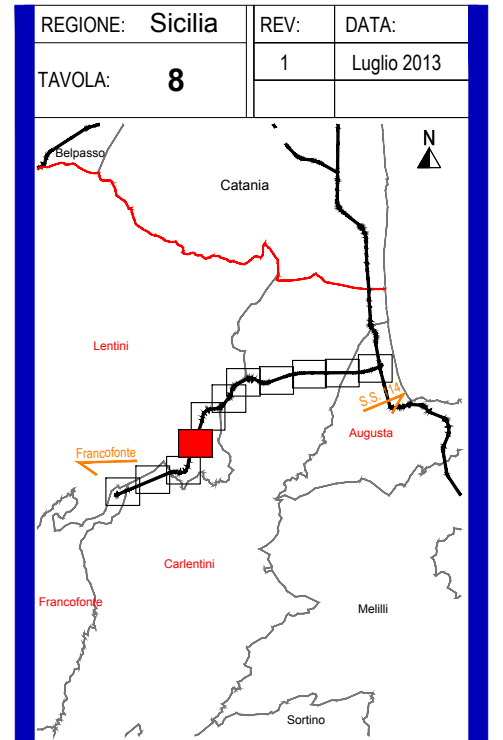 REGIONE: Sicilia REV: DATA:
1 Luglio 2013
TAVOLA: 8
N
Belpasso
Catania
Lentini
S.S. 114
Augusta
Francofonte
Carlentini
Francofonte
Melilli
Sortino